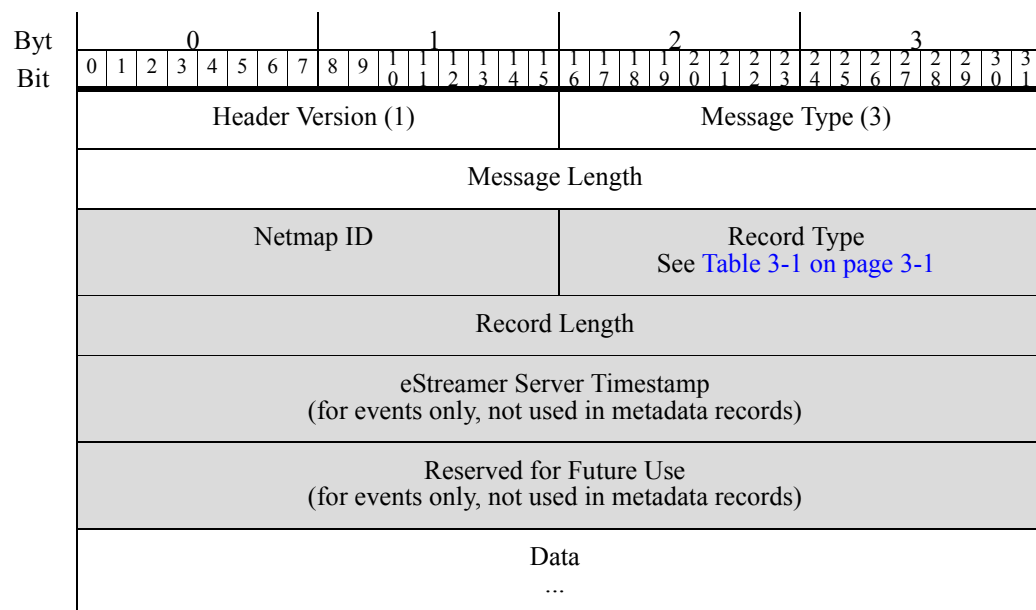 Byt 0 1 2 3
Bit 0 1 2 3 4 5 6 7 8 9 10 11 12 13 14 15 16 17 18 19 20 21 22 23 24 25 26 27 28 29 30 31
Header Version (1) Message Type (3)
Message Length
Netmap ID Record Type
See Table 3-1 on page 3-1
Record Length
eStreamer Server Timestamp
(for events only, not used in metadata records)
Reserved for Future Use
(for events only, not used in metadata records)
Data
...